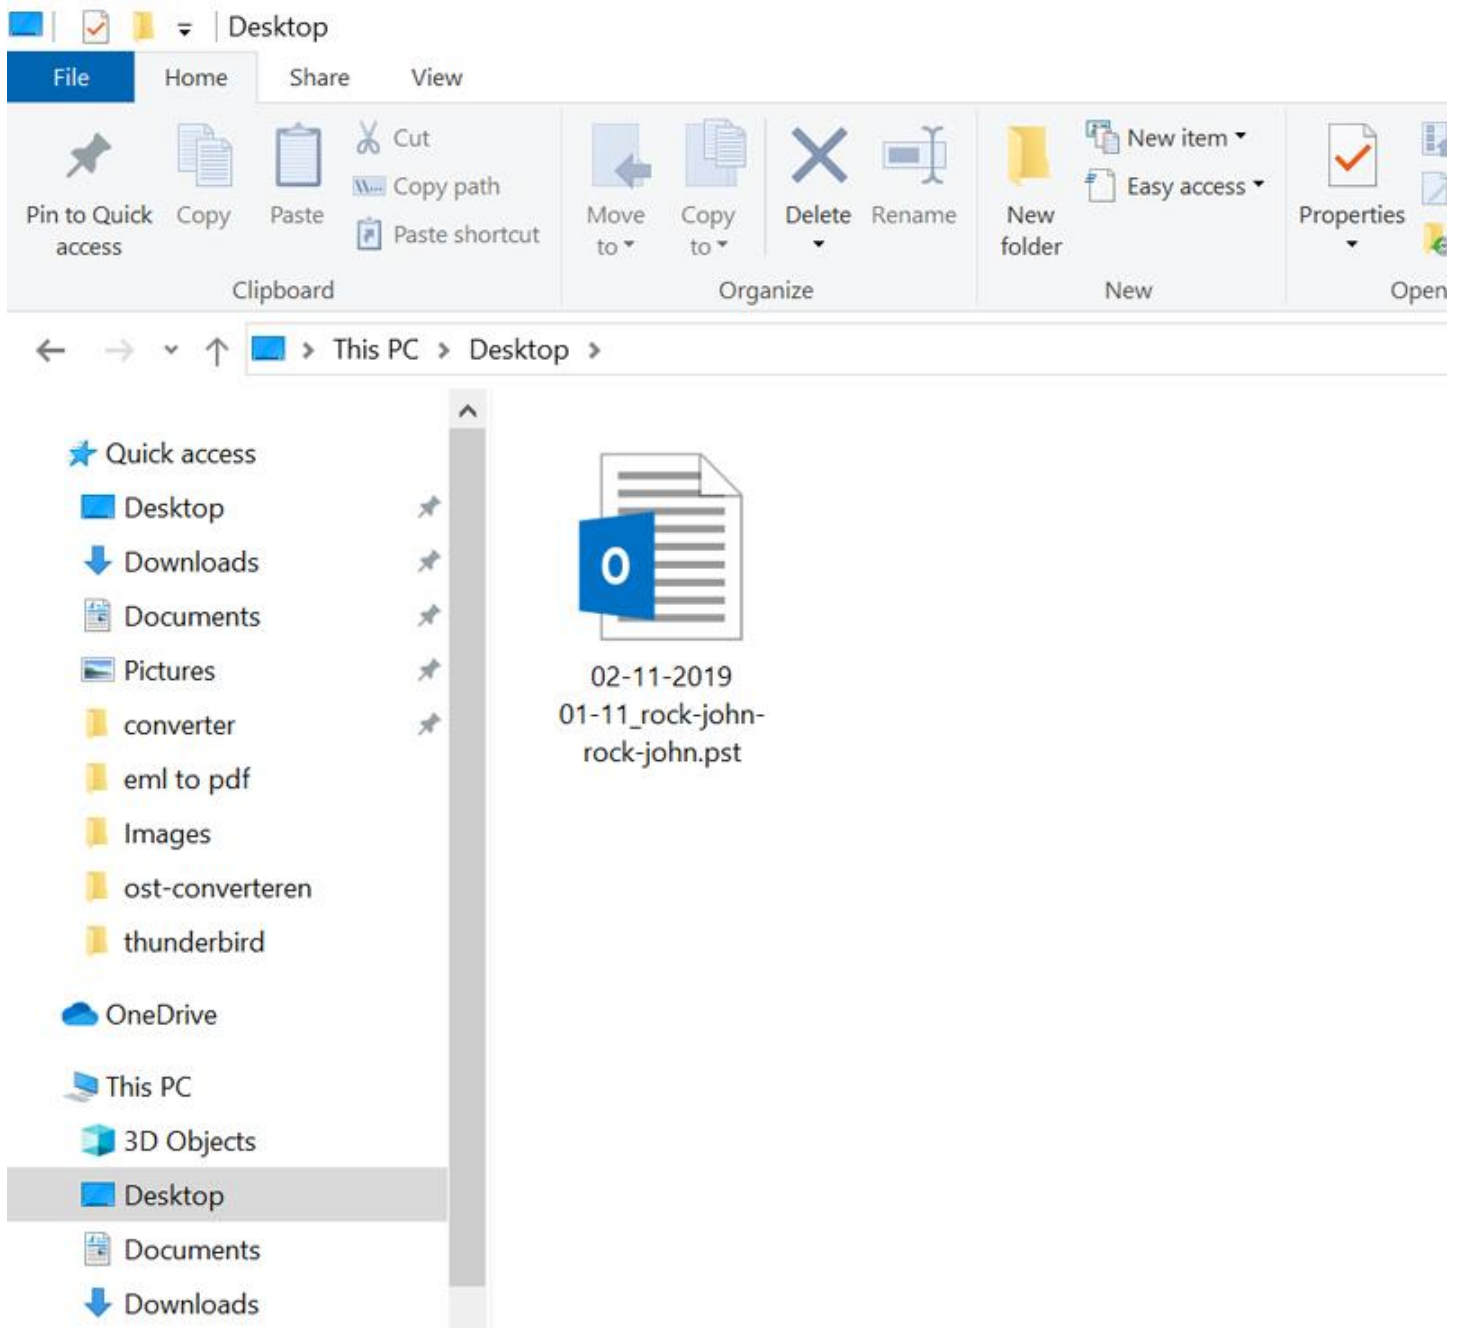 Desktop
File Home Share View
Pin to Quick access
Copy
Paste
Cut
Copy path
Paste shortcut
Move to
Copy to
Delete
Rename
New folder
New item
Easy access
Properties
Clipboard Organize New Open
This PC > Desktop >
Quick access
Desktop
Downloads
Documents
Pictures
converter
eml to pdf
Images
ost-converteren
thunderbird
OneDrive
This PC
3D Objects
Desktop
Documents
Downloads
02-11-2019
01-11_rock-john-
rock-john.pst